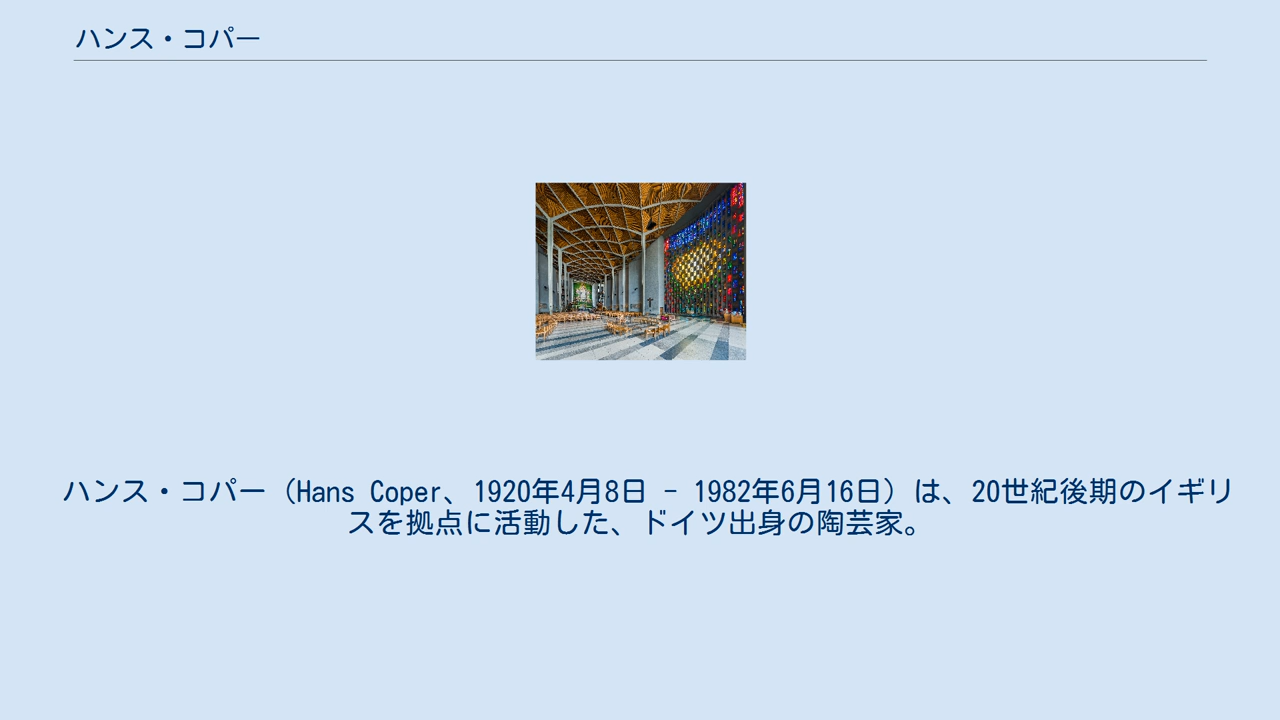 ハンス・コパー
ハンス・コパー（Hans Coper、1920年4月8日 - 1982年6月16日）は、20世紀後期のイギリ
スを拠点に活動した、ドイツ出身の陶芸家。